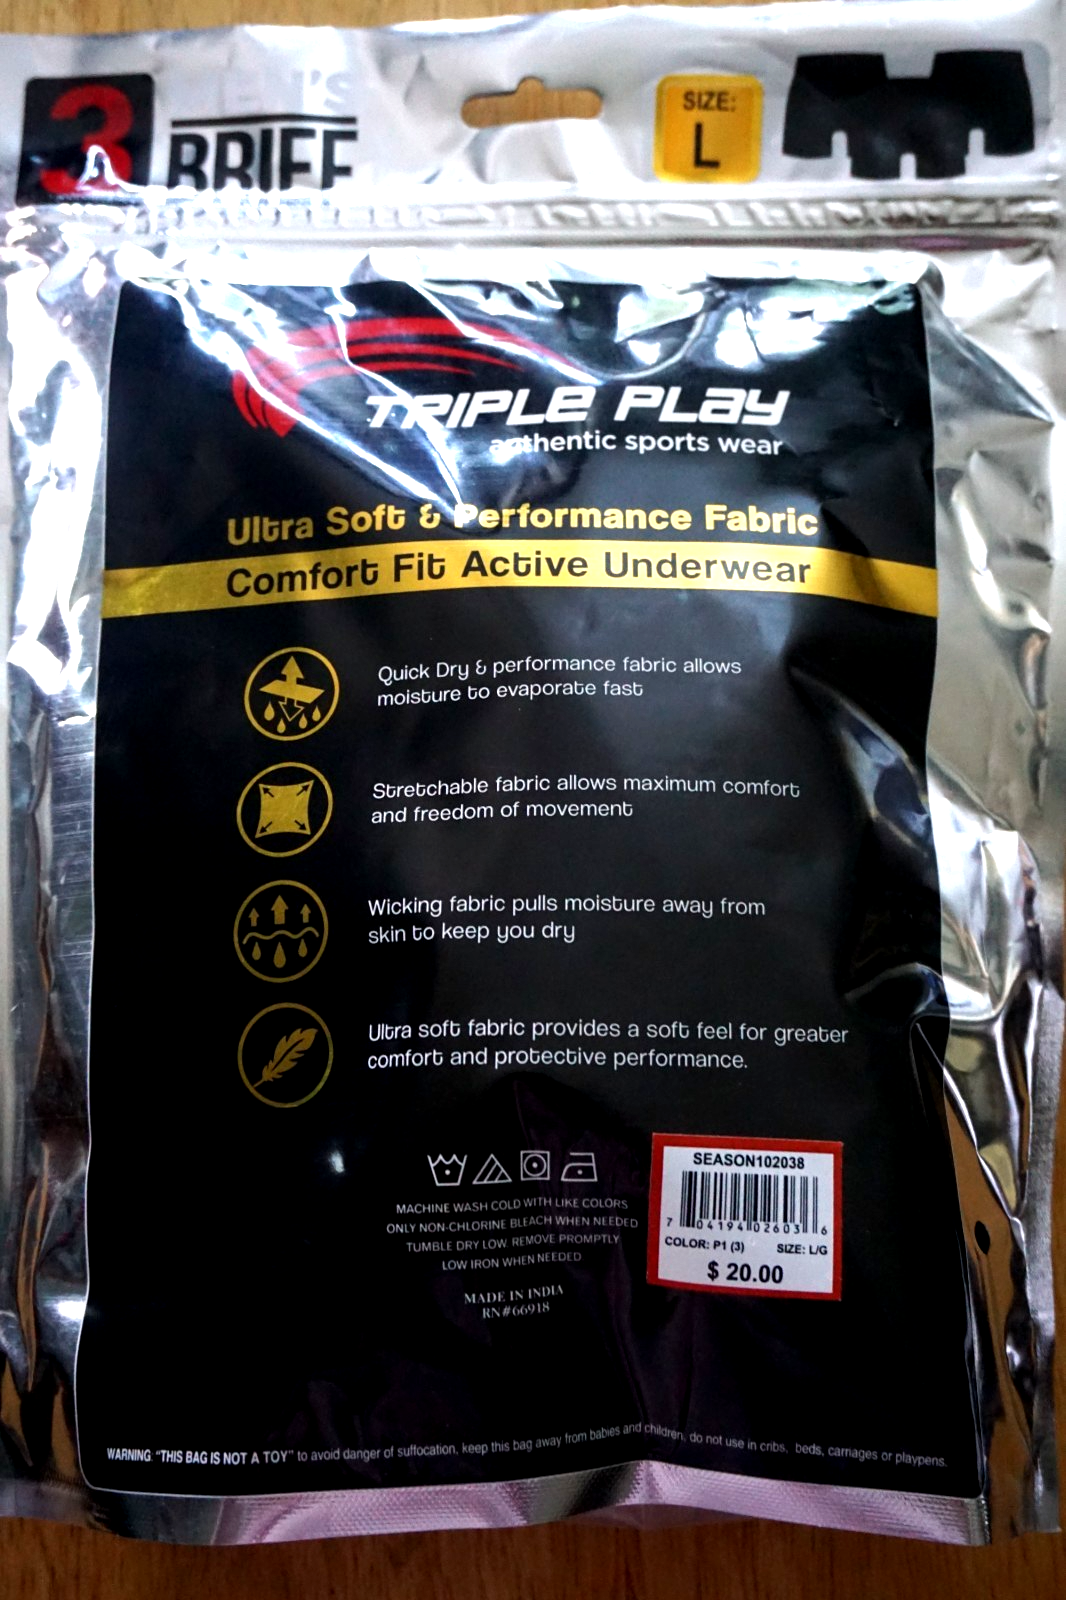 3
BRIEF
SIZE:
L
TRIPLE PLAY
authentic sports wear
Ultra Soft & Performance Fabric
Comfort Fit Active Underwear
Quick Dry & performance fabric allows
moisture to evaporate fast
Stretchable fabric allows maximum comfort
and freedom of movement
Wicking fabric pulls moisture away from
skin to keep you dry
Ultra soft fabric provides a soft feel for greater
comfort and protective performance.
MACHINE WASH COLD WITH LIKE COLORS
ONLY NON-CHLORINE BLEACH WHEN NEEDED
TUMBLE DRY LOW. REMOVE PROMPTLY
LOW IRON WHEN NEEDED
MADE IN INDIA
RN#66918
SEASON102038
7 04194 02603 6
COLOR: P1 (3) SIZE: L/G
$ 20.00
WARNING. "THIS BAG IS NOT A TOY" to avoid danger of suffocation, keep this bag away from babies and children, do not use in cribs, beds, carriages or playpens.